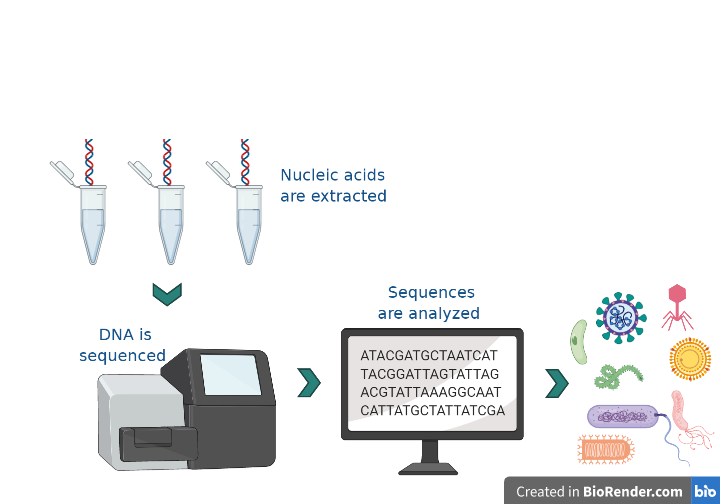 Nucleic acids
are extracted
DNA is
sequenced
Sequences
are analyzed
ATACGATGCTAATCAT
TACGGATTAGTATTAG
ACGTATTAAAGGCAAT
CATTATGCTATTATCGA
Created in BioRender.com bio